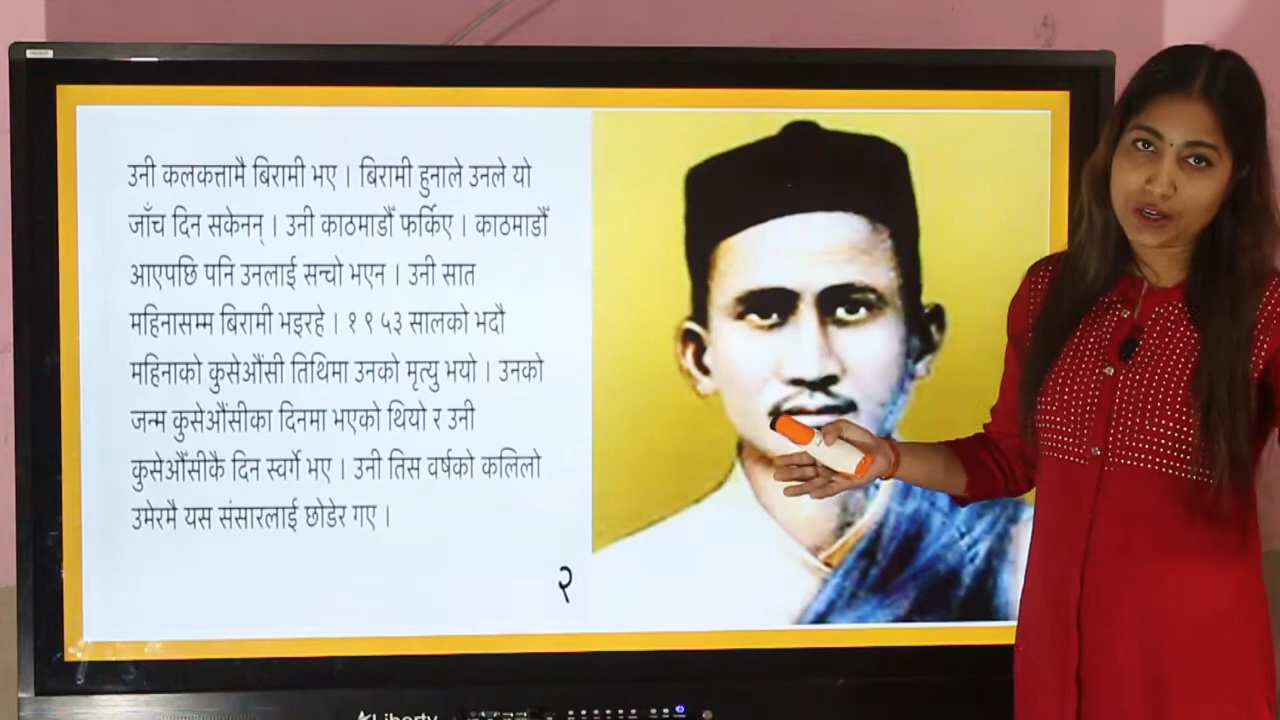 उनी कलकत्तामै बिरामी भए । बिरामी हुनाले उनले यो
जाँच दिन सकेनन् । उनी काठमाडौँ फर्किए । काठमाडौँ
आएपछि पनि उनलाई सन्चो भएन । उनी सात
महिनासम्म बिरामी भइरहे । १९५३ सालको भदौ
महिनाको कुसेऔंसी तिथिमा उनको मृत्यु भयो । उनको
जन्म कुसेऔंसीका दिनमा भएको थियो र उनी
कुसेऔँसीकै दिन स्वर्गे भए । उनी तिस वर्षको कलिलो
उमेरमै यस संसारलाई छोडेर गए ।
२
Liberty